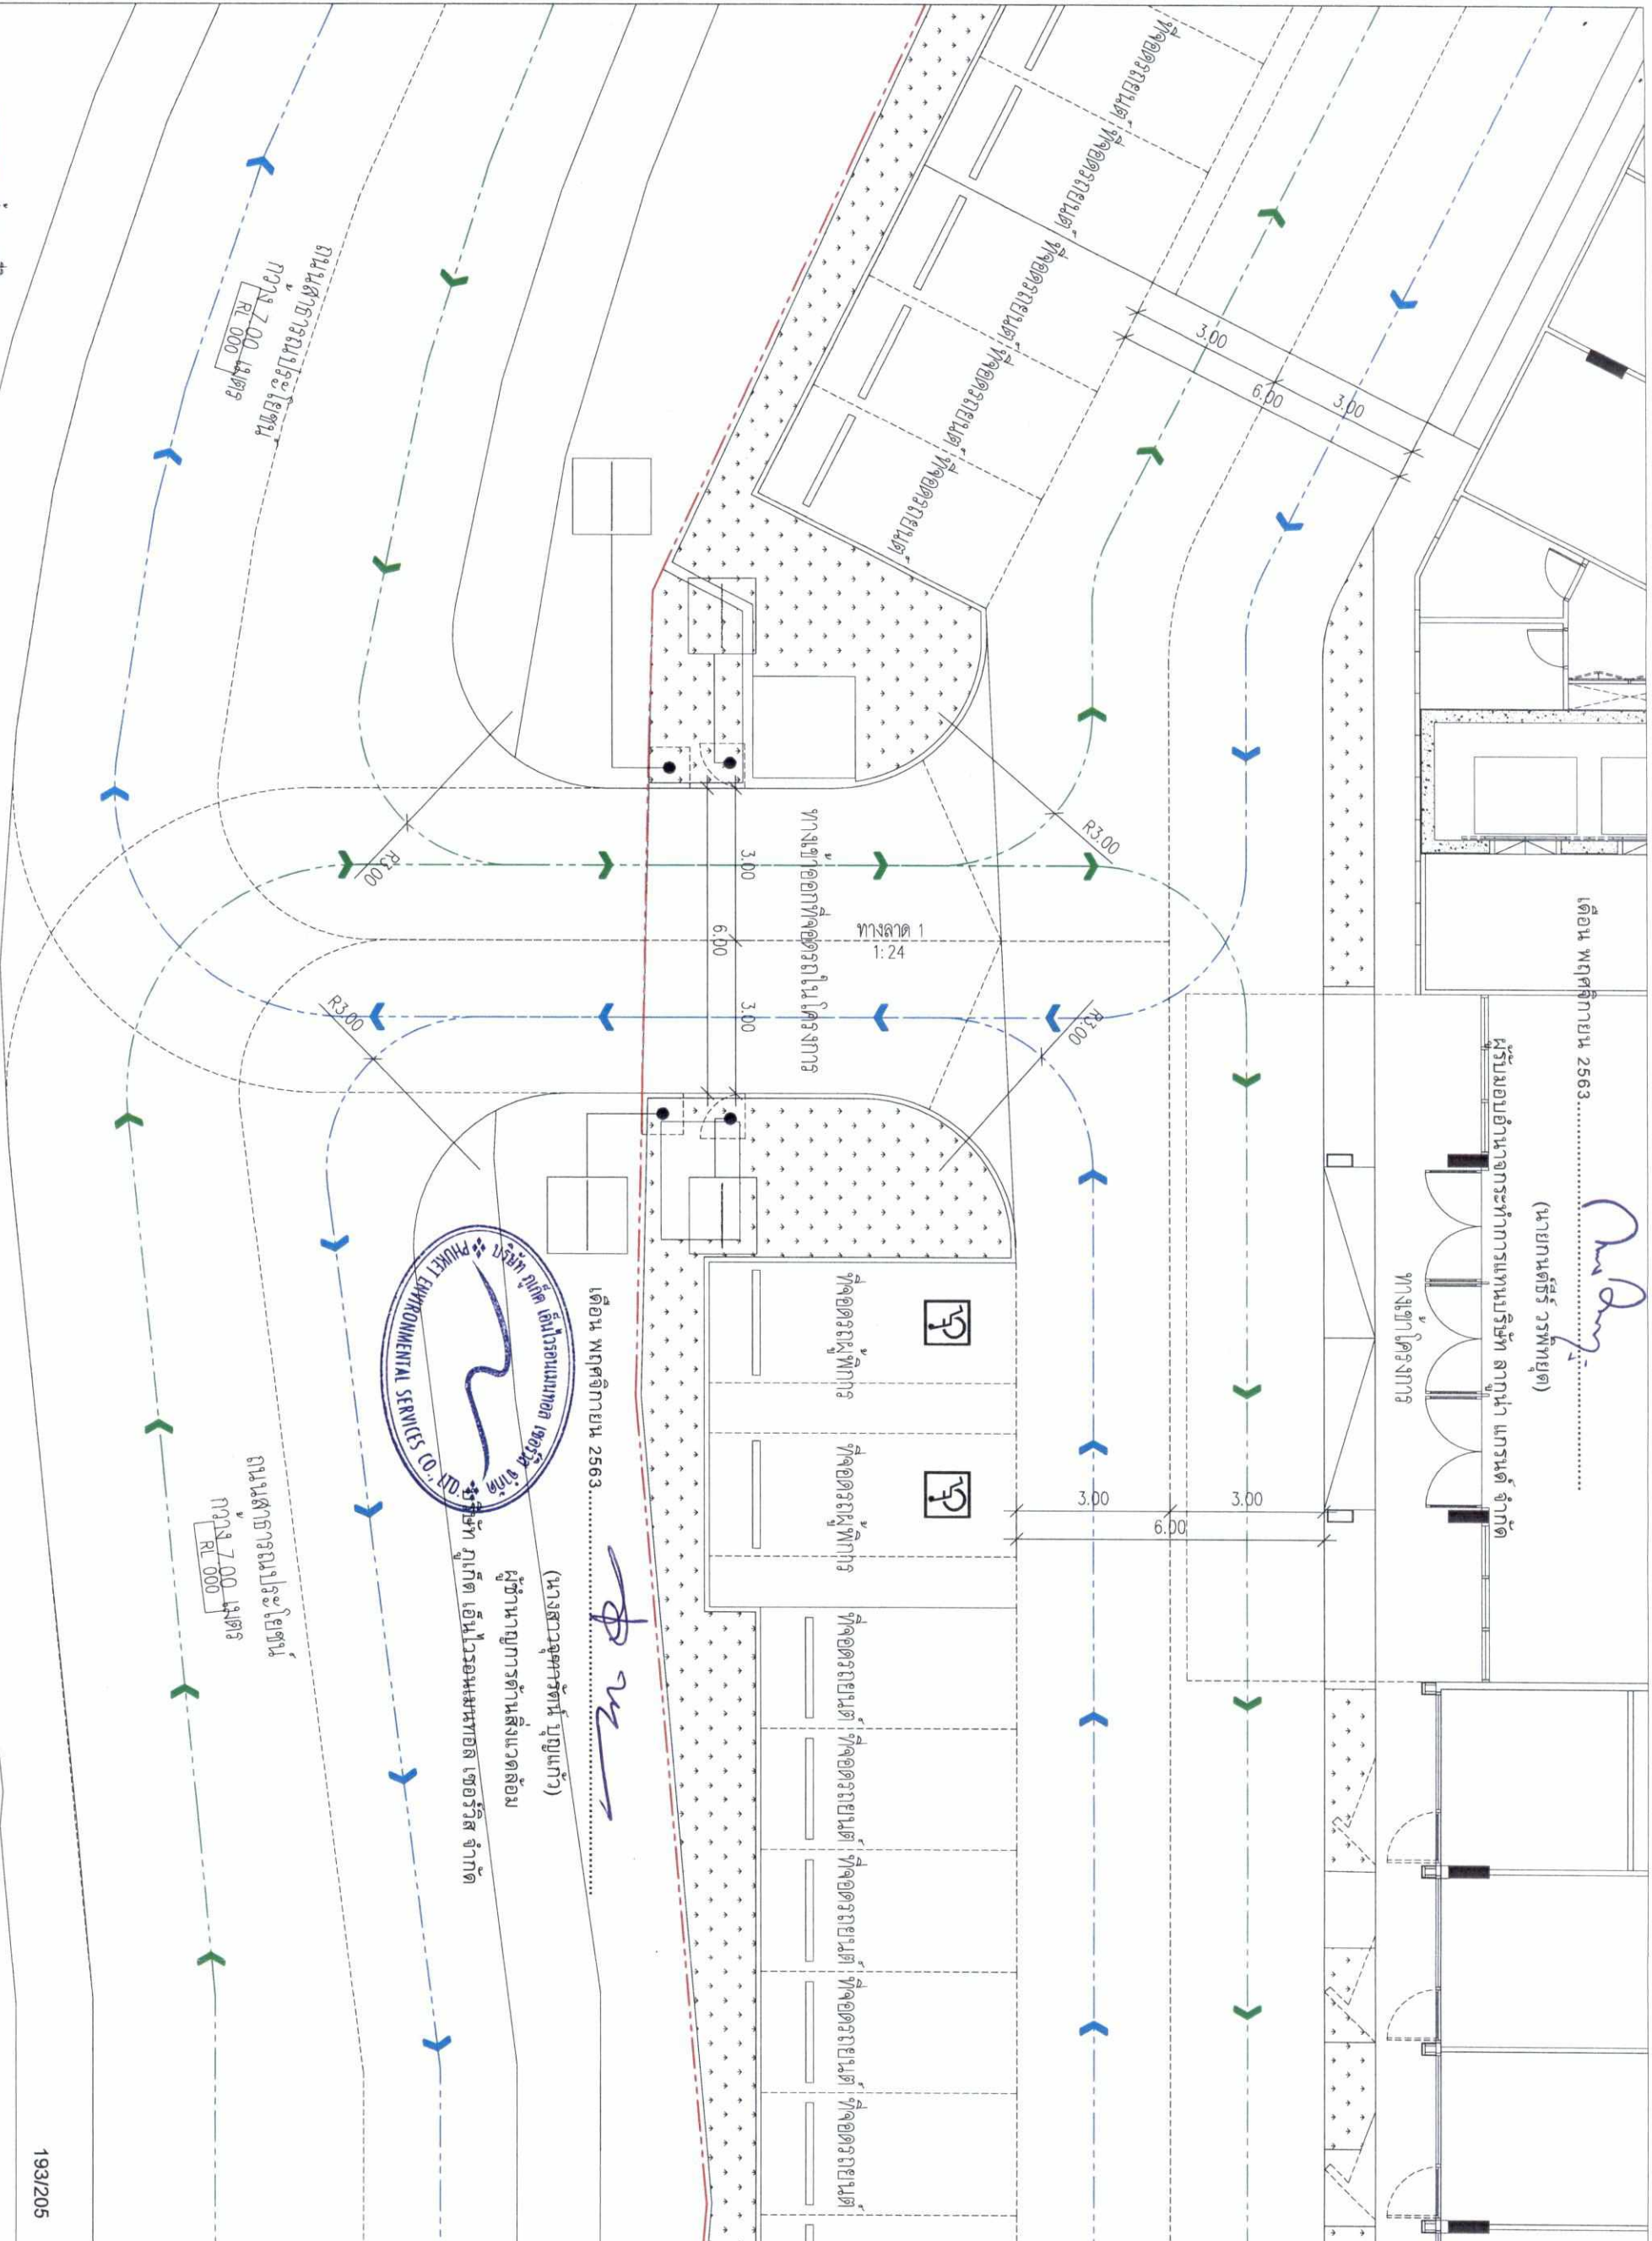 เดือน พฤศจิกายน 2563
(นายกนต์ธีร์ วรพิทยุต)
ผู้รับมอบอำนาจกระทำการแทนบริษัท ลากูน่า แกรนด์ จำกัด
ทางเข้าโครงการ
3.00
3.00
6.00
ที่จอดรถยนต์
ที่จอดรถยนต์
ที่จอดรถยนต์
ที่จอดรถยนต์
ที่จอดรถยนต์
R3.00
R3.00
ทางลาด 1
1:24
ทางเข้าออกที่จอดรถในโครงการ
3.00
6.00
3.00
R3.00
R3.00
3.00
3.00
6.00
ที่จอดรถผู้พิการ
ที่จอดรถผู้พิการ
ที่จอดรถยนต์
ที่จอดรถยนต์
ที่จอดรถยนต์
ที่จอดรถยนต์
ที่จอดรถยนต์
เดือน พฤศจิกายน 2563
(นางสาวจุฑารัตน์ บุญแก้ว)
ผู้ชำนาญการด้านสิ่งแวดล้อม
บริษัท ภูเก็ต เอ็นไวรอนเมนทอล เซอร์วิส จำกัด
บริษัท ภูเก็ต เอ็นไวรอนเมนทอล เซอร์วิส จำกัด
PHUKET ENVIRONMENTAL SERVICES CO., LTD.
ถนนสาธารณประโยชน์
กว้าง 7.00 เมตร
RL 000
ถนนสาธารณประโยชน์
กว้าง 7.00 เมตร
RL 000
193/205